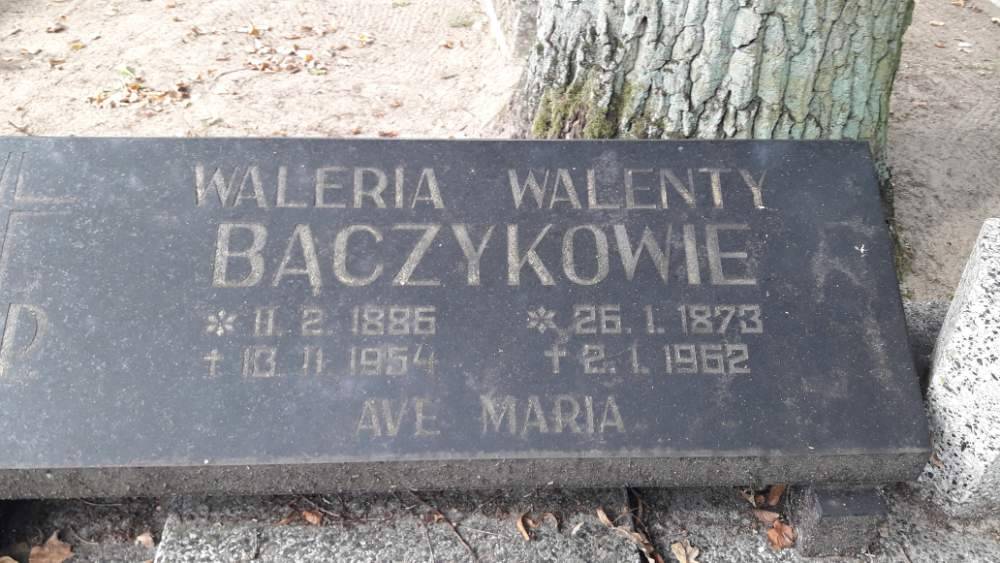 WALERIA WALENTY
BĄCZYKOWIE
* 11. 2. 1886 * 26. 1. 1873
† 13. 11. 1954 † 2. 1. 1962
AVE MARIA